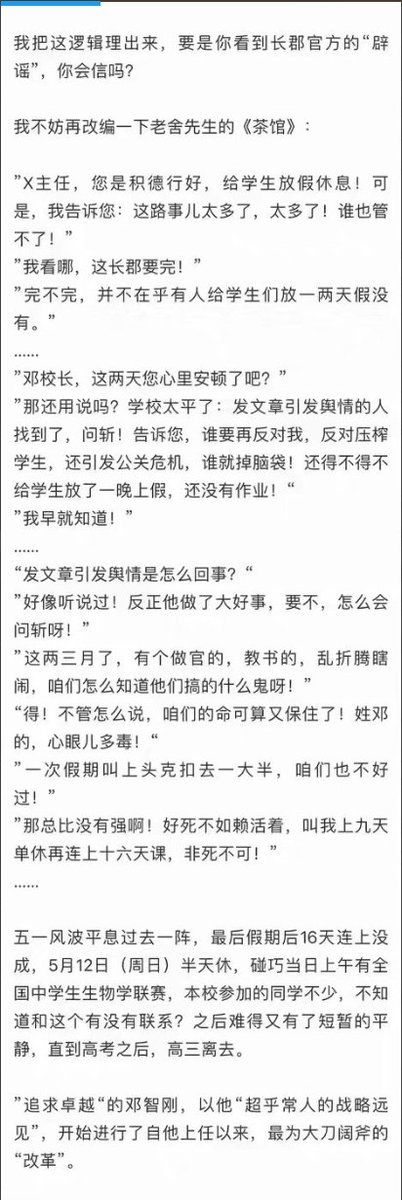 我把这逻辑理出来，要是你看到长郡官方的“辟
谣”，你会信吗？
我不妨再改编一下老舍先生的《茶馆》：
”X主任，您是积德行好，给学生放假休息！可
是，我告诉您：这路事儿太多了，太多了！谁也管
不了！”
”我看哪，这长郡要完！”
”完不完，并不在乎有人给学生们放一两天假没
有。”
……
”邓校长，这两天您心里安顿了吧？”
”那还用说吗？学校太平了：发文章引发舆情的人
找到了，问斩！告诉您，谁要再反对我，反对压榨
学生，还引发公关危机，谁就掉脑袋！还得不得不
给学生放了一晚上假，还没有作业！“
”我早就知道！”
……
“发文章引发舆情是怎么回事？“
”好像听说过！反正他做了大好事，要不，怎么会
问斩呀！”
”这两三月了，有个做官的，教书的，乱折腾瞎
闹，咱们怎么知道他们搞的什么鬼呀！”
“得！不管怎么说，咱们的命可算又保住了！姓邓
的，心眼儿多毒！“
”一次假期叫上头克扣去一大半，咱们也不好
过！”
”那总比没有强啊！好死不如赖活着，叫我上九天
单休再连上十六天课，非死不可！”
……
五一风波平息过去一阵，最后假期后16天连上没
成，5月12日（周日）半天休，碰巧当日上午有全
国中学生生物学联赛，本校参加的同学不少，不知
道和这个有没有联系？之后难得又有了短暂的平
静，直到高考之后，高三离去。
”追求卓越“的邓智刚，以他“超乎常人的战略远
见”，开始进行了自他上任以来，最为大刀阔斧的
“改革”。